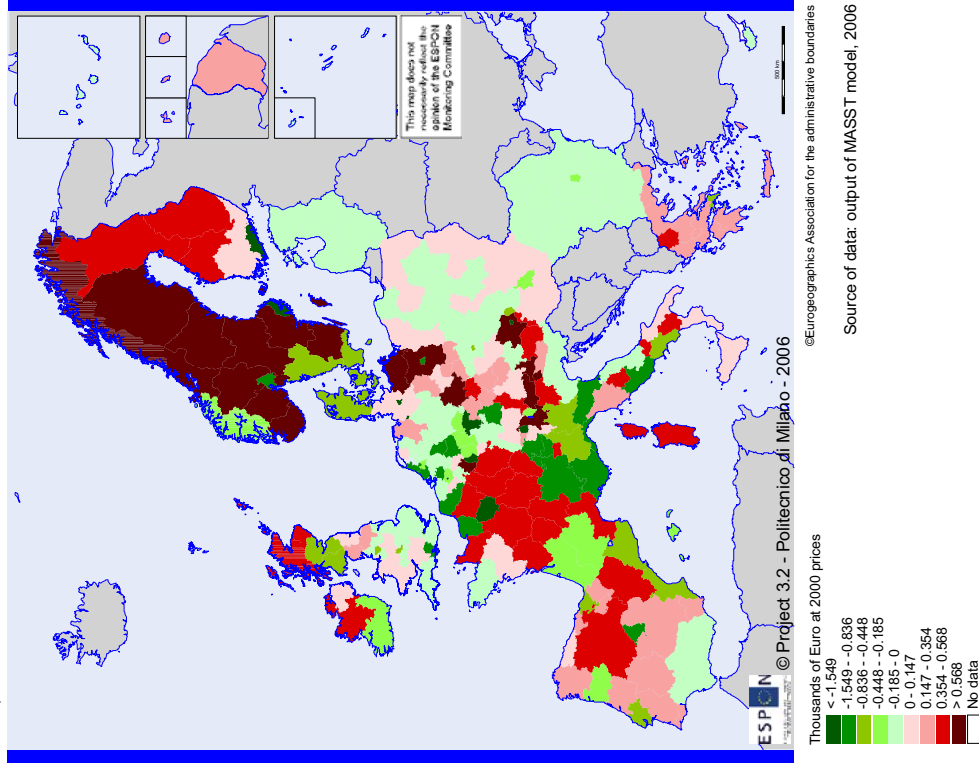 This map does not
necessarily reflect the
opinion of the ESPON
Monitoring Committee
500 km
©Eurogeographics Association for the administrative boundaries
Source of data: output of MASST model, 2006
ESPON
© Project 3.2 - Politecnico di Milano - 2006
Thousands of Euro at 2000 prices
< -1.549
-1.549 - -0.836
-0.836 - -0.448
-0.448 - -0.185
-0.185 - 0
0 - 0.147
0.147 - 0.354
0.354 - 0.568
> 0.568
No data